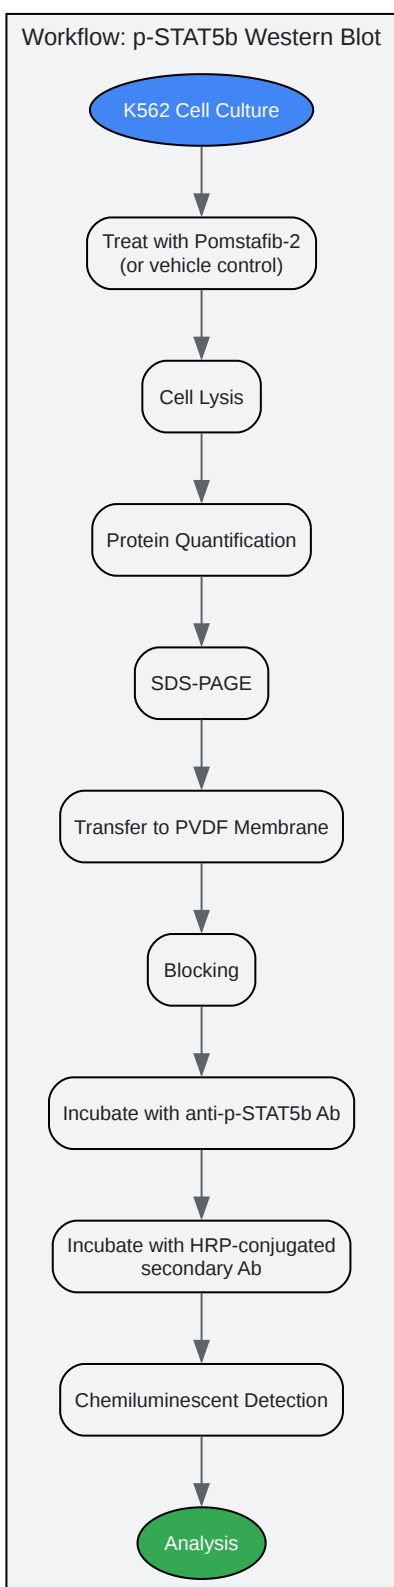 Workflow: p-STAT5b Western Blot
K562 Cell Culture
Treat with Pomstafib-2
(or vehicle control)
Cell Lysis
Protein Quantification
SDS-PAGE
Transfer to PVDF Membrane
Blocking
Incubate with anti-p-STAT5b Ab
Incubate with HRP-conjugated
secondary Ab
Chemiluminescent Detection
Analysis